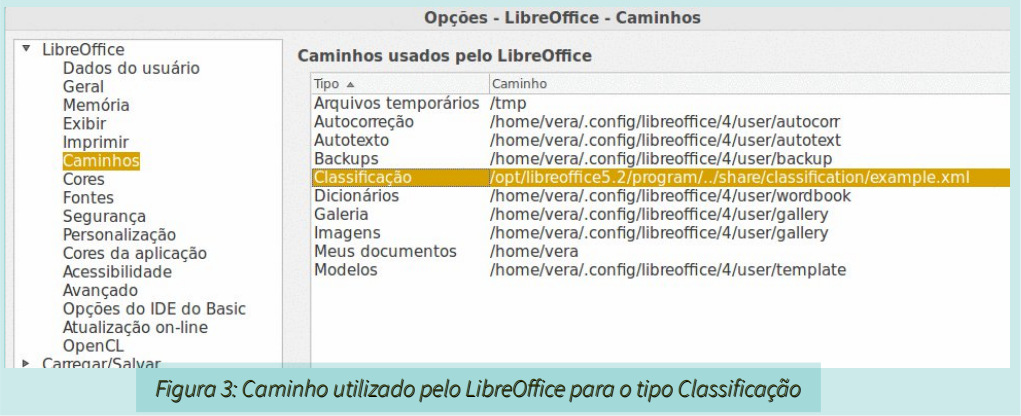 Opções - LibreOffice - Caminhos
LibreOffice
Dados do usuário
Geral
Memória
Exibir
Imprimir
Caminhos
Cores
Fontes
Segurança
Personalização
Cores da aplicação
Acessibilidade
Avançado
Opções do IDE do Basic
Atualização on-line
OpenCL
Carregar/Salvar
Caminhos usados pelo LibreOffice
Tipo Caminho
Arquivos temporários /tmp
Autocorreção /home/vera/.config/libreoffice/4/user/autocorr
Autotexto /home/vera/.config/libreoffice/4/user/autotext
Backups /home/vera/.config/libreoffice/4/user/backup
Classificação /opt/libreoffice5.2/program/../share/classification/example.xml
Dicionários /home/vera/.config/libreoffice/4/user/wordbook
Galeria /home/vera/.config/libreoffice/4/user/gallery
Imagens /home/vera/.config/libreoffice/4/user/gallery
Meus documentos /home/vera
Modelos /home/vera/.config/libreoffice/4/user/template
Figura 3: Caminho utilizado pelo LibreOffice para o tipo Classificação